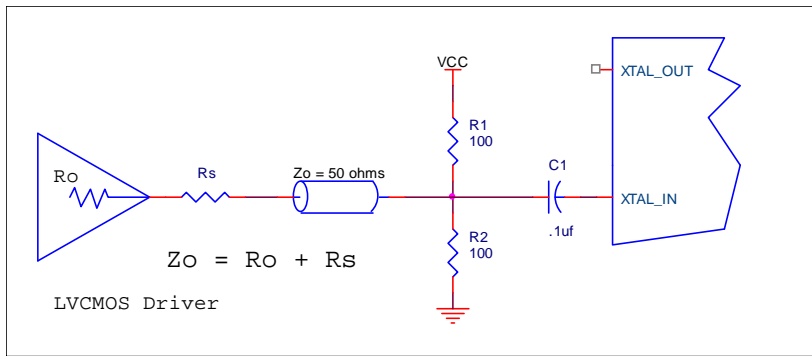 VCC
XTAL_OUT
R1
100
Ro
Rs
Zo = 50 ohms
C1
XTAL_IN
.1uf
R2
100
Zo = Ro + Rs
LVCMOS Driver